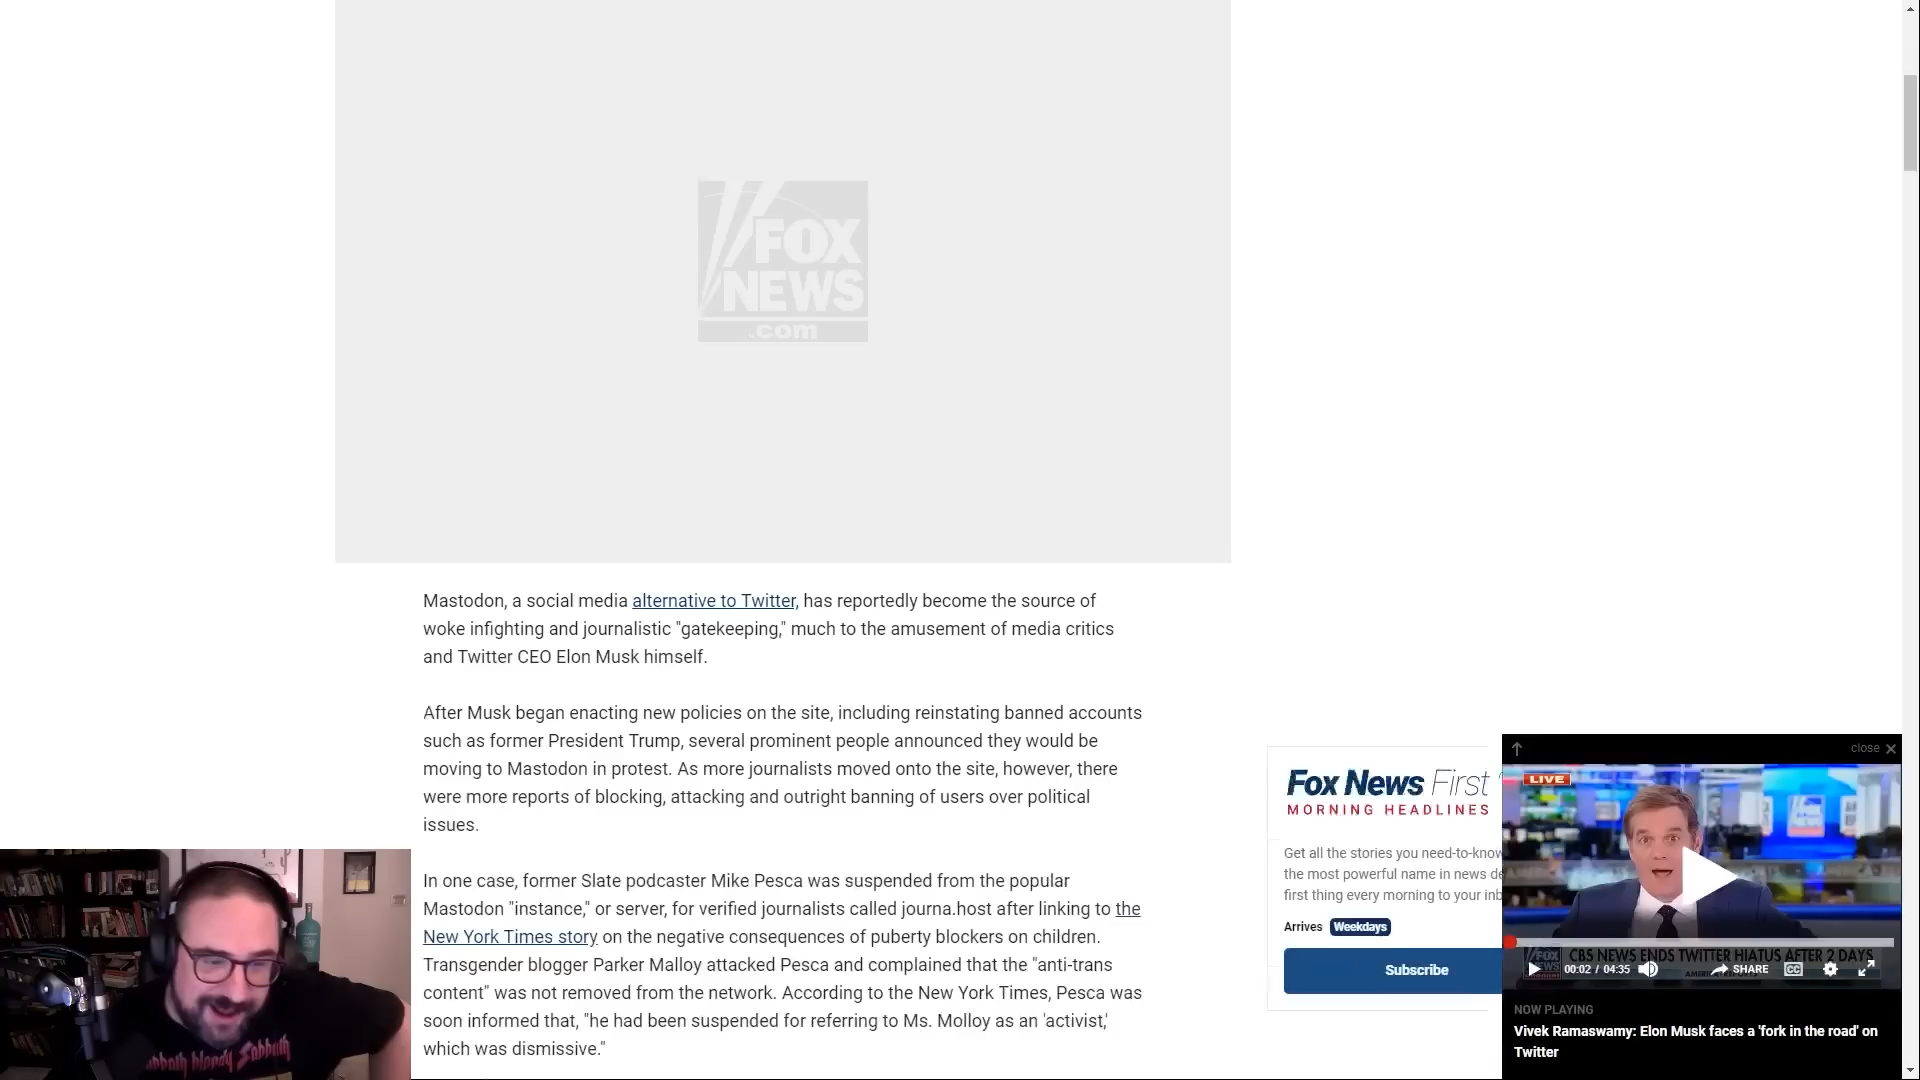 FOX
NEWS
.com
Mastodon, a social media alternative to Twitter, has reportedly become the source of
woke infighting and journalistic "gatekeeping," much to the amusement of media critics
and Twitter CEO Elon Musk himself.
After Musk began enacting new policies on the site, including reinstating banned accounts
such as former President Trump, several prominent people announced they would be
moving to Mastodon in protest. As more journalists moved onto the site, however, there
were more reports of blocking, attacking and outright banning of users over political
issues.
In one case, former Slate podcaster Mike Pesca was suspended from the popular
Mastodon "instance," or server, for verified journalists called journa.host after linking to the
New York Times story on the negative consequences of puberty blockers on children.
Transgender blogger Parker Malloy attacked Pesca and complained that the "anti-trans
content" was not removed from the network. According to the New York Times, Pesca was
soon informed that, "he had been suspended for referring to Ms. Molloy as an 'activist,'
which was dismissive."
Fox News First
MORNING HEADLINES
Get all the stories you need-to-know
the most powerful name in news de
first thing every morning to your inb
Arrives Weekdays
Subscribe
close
LIVE
CBS NEWS ENDS TWITTER HIATUS AFTER 2 DAYS
00:02 / 04:35
SHARE
CC
NOW PLAYING
Vivek Ramaswamy: Elon Musk faces a 'fork in the road' on
Twitter
bloody Sabbath